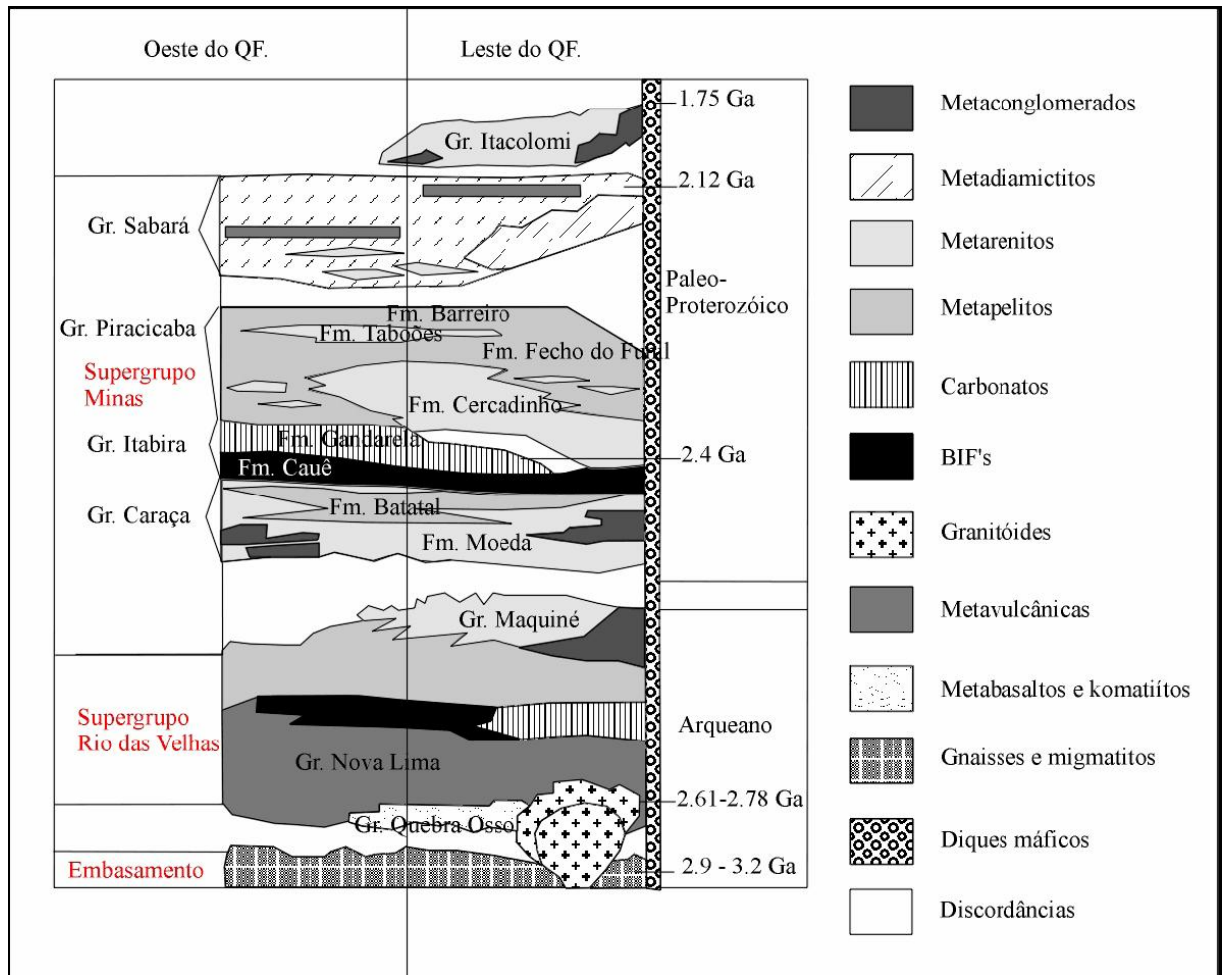 Oeste do QF.
Leste do QF.
1.75 Ga
Gr. Itacolomi
2.12 Ga
Gr. Sabará
Paleo-
Proterozóico
Gr. Piracicaba
Fm. Barreiro
Fm. Taboões
Fm. Fecho do Funil
Supergrupo
Minas
Fm. Cercadinho
Gr. Itabira
Fm. Gandarela
2.4 Ga
Fm. Cauê
Gr. Caraça
Fm. Batatal
Fm. Moeda
Gr. Maquiné
Supergrupo
Rio das Velhas
Arqueano
Gr. Nova Lima
2.61-2.78 Ga
Gr. Quebra Osso
Embasamento
2.9 - 3.2 Ga
Metaconglomerados
Metadiamictitos
Metarenitos
Metapelitos
Carbonatos
BIF's
Granitóides
Metavulcânicas
Metabasaltos e komatiítos
Gnaisses e migmatitos
Diques máficos
Discordâncias